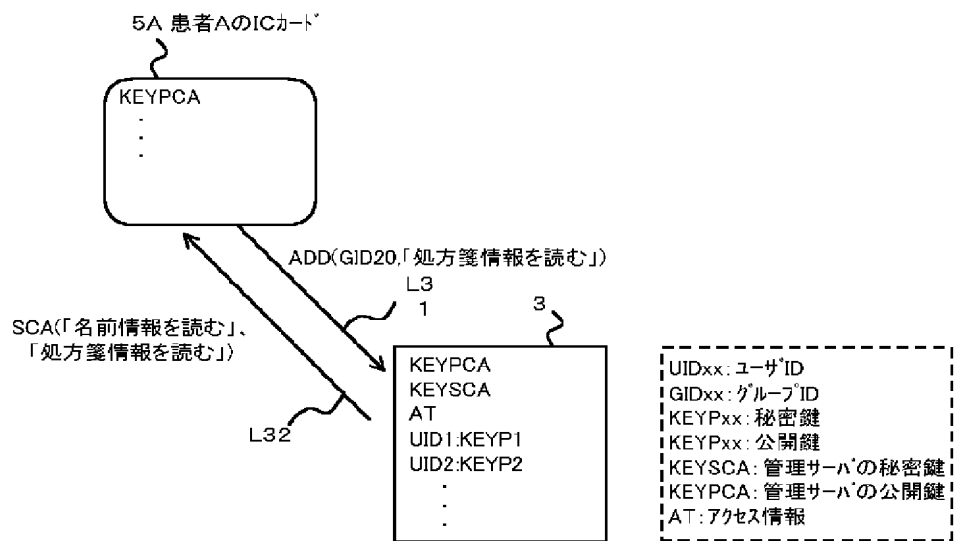 5A 患者AのICカード
KEYPCA
ADD(GID20,「処方箋情報を読む」)
L3
1
3
SCA(「名前情報を読む」、
「処方箋情報を読む」)
L32
KEYPCA
KEYSCA
AT
UID1:KEYP1
UID2:KEYP2
UIDxx:ユーザID
GIDxx:グループID
KEYPxx:秘密鍵
KEYPxx:公開鍵
KEYSCA:管理サーバの秘密鍵
KEYPCA:管理サーバの公開鍵
AT:アクセス情報